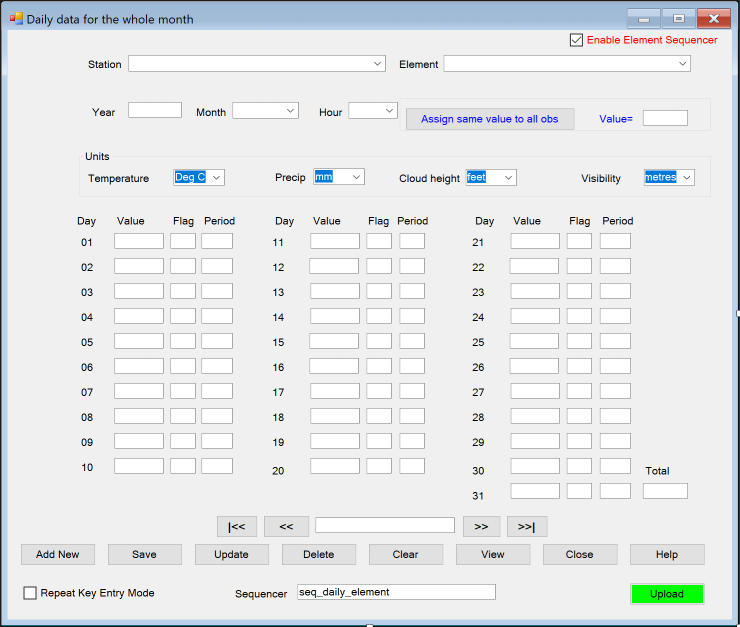 Daily data for the whole month
Enable Element Sequencer
Station Element
Year Month Hour Assign same value to all obs Value=
Units
Temperature Deg C Precip mm Cloud height feet Visibility metres
Day Value Flag Period Day Value Flag Period Day Value Flag Period
01 11 21
02 12 22
03 13 23
04 14 24
05 15 25
06 16 26
07 17 27
08 18 28
09 19 29
10 20 30 Total
31
|<< << >> >>|
Add New Save Update Delete Clear View Close Help
Repeat Key Entry Mode Sequencer seq_daily_element Upload